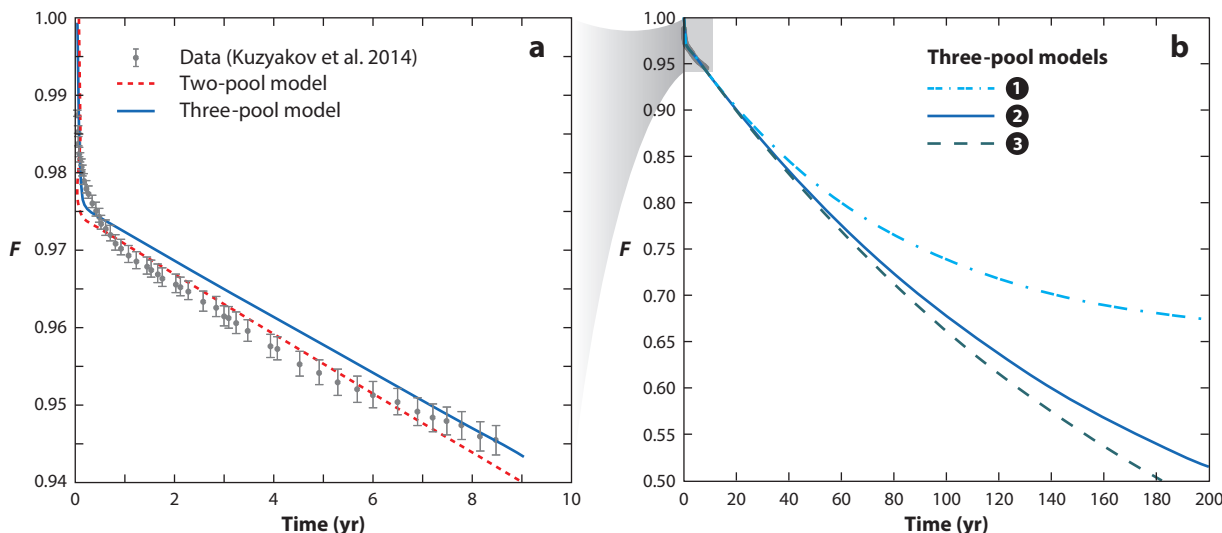 a
Data (Kuzyakov et al. 2014)
Two-pool model
Three-pool model
1.00
0.99
0.98
0.97
0.96
0.95
0.94
F
0 2 4 6 8 10
Time (yr)
b
Three-pool models
1
2
3
1.00
0.95
0.90
0.85
0.80
0.75
0.70
0.65
0.60
0.55
0.50
F
0 20 40 60 80 100 120 140 160 180 200
Time (yr)